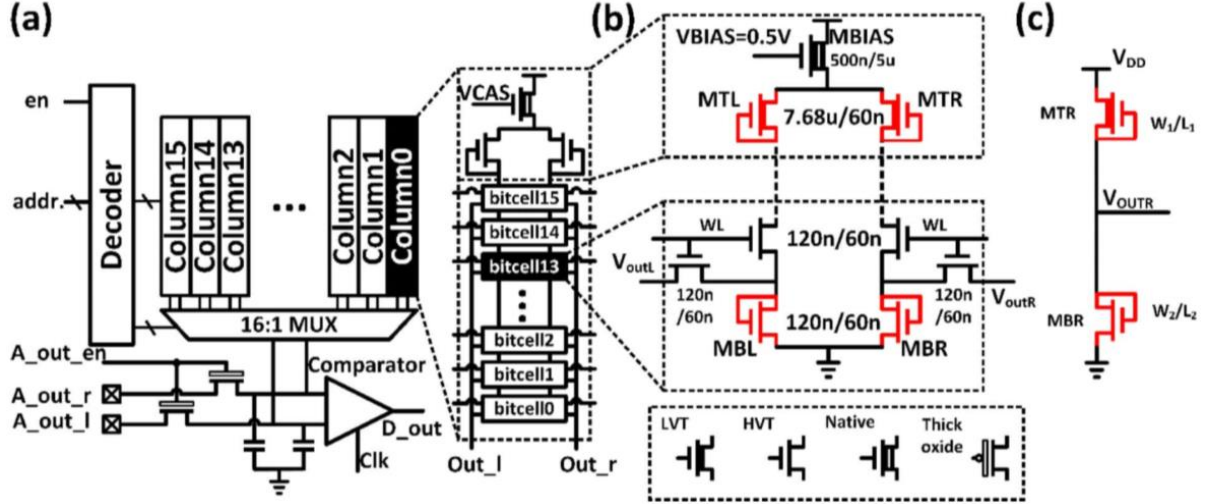 (a)
en
addr.
Decoder
Column15
Column14
Column13
...
Column2
Column1
Column0
16:1 MUX
A_out_en
A_out_r
A_out_l
Comparator
D_out
Clk
VCAS
bitcell15
bitcell14
bitcell13
bitcell2
bitcell1
bitcell0
Out_l
Out_r
(b)
VBIAS=0.5V
MBIAS
500n/5u
MTL
7.68u/60n
MTR
WL
120n/60n
WL
VoutL
120n
/60n
120n
/60n
VoutR
120n/60n
MBL
MBR
LVT
HVT
Native
Thick
oxide
(c)
VDD
MTR
W1/L1
VOUTR
MBR
W2/L2